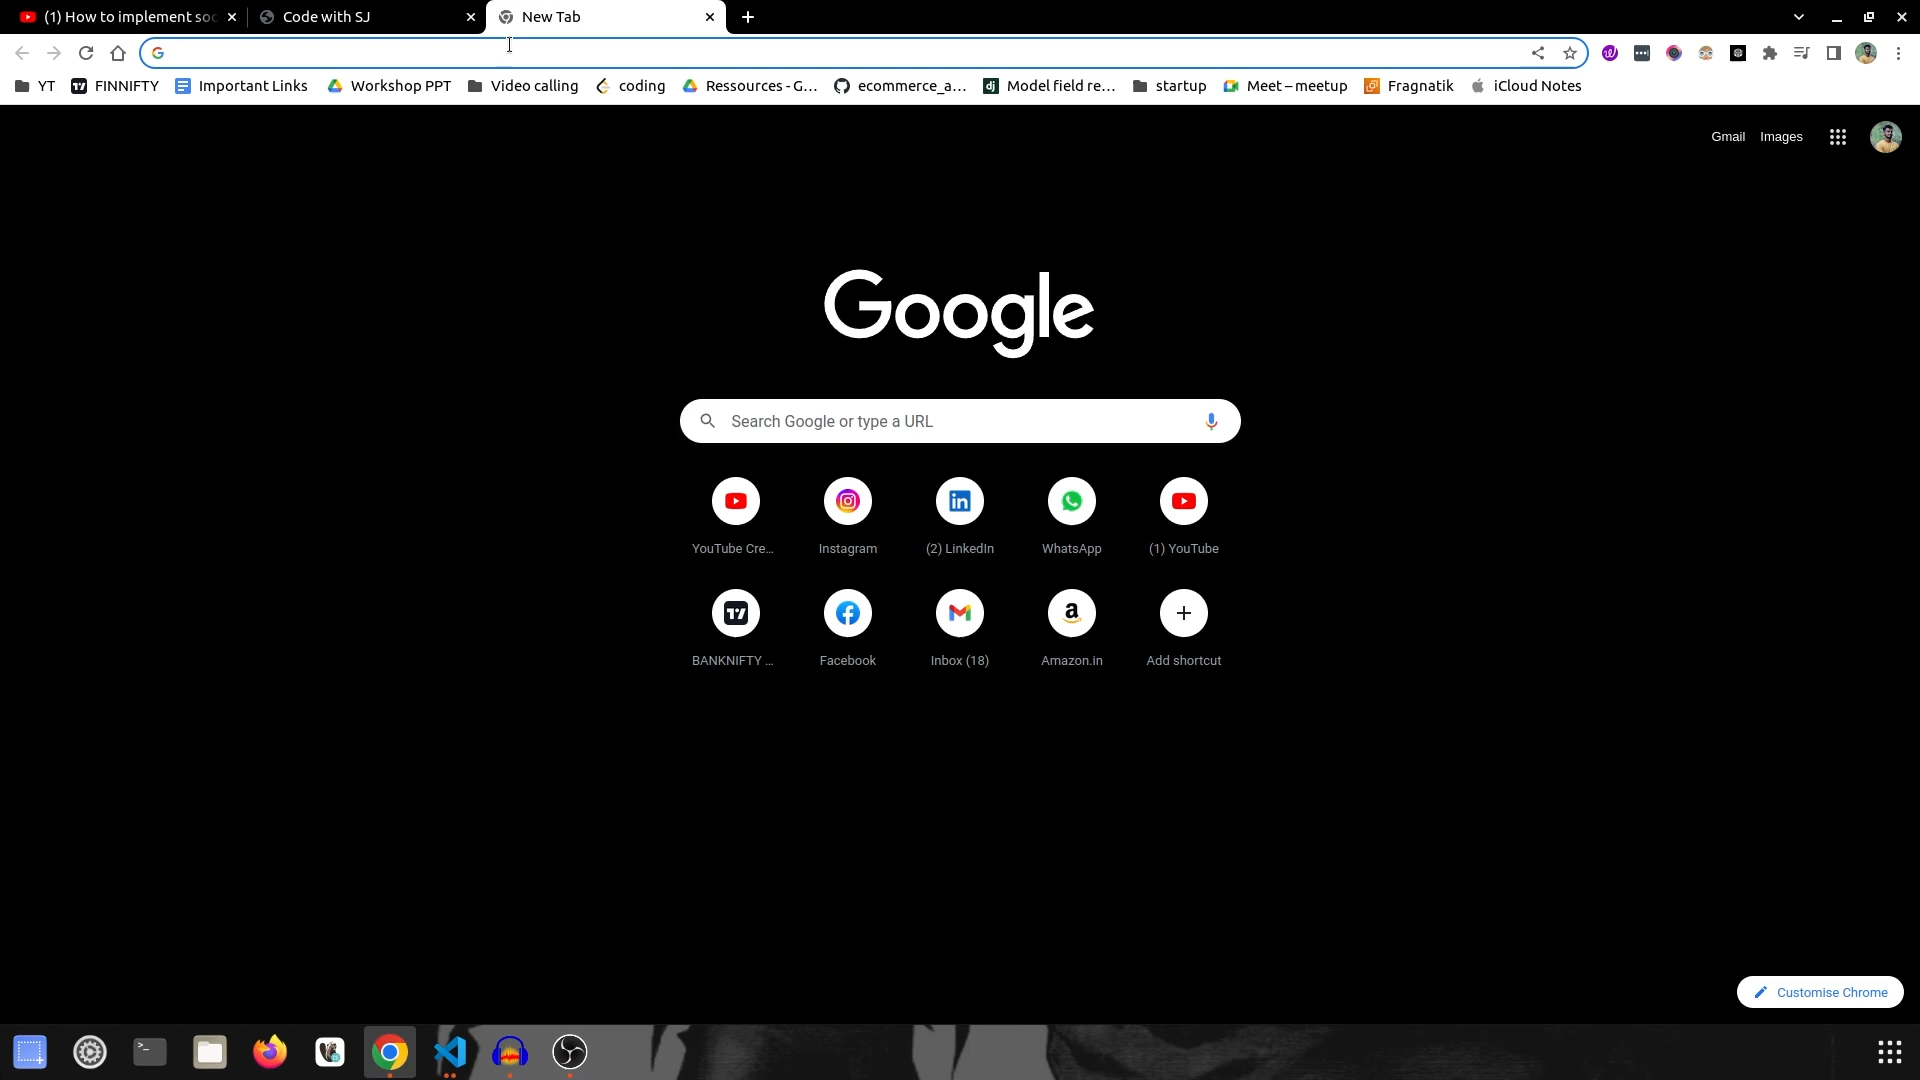 (1) How to implement soc
Code with SJ
New Tab
YT
FINNIFTY
Important Links
Workshop PPT
Video calling
coding
Ressources - G...
ecommerce_a...
Model field re...
startup
Meet – meetup
Fragnatik
iCloud Notes
Gmail
Images
Google
Search Google or type a URL
YouTube Cre...
Instagram
(2) LinkedIn
WhatsApp
(1) YouTube
BANKNIFTY ...
Facebook
Inbox (18)
Amazon.in
Add shortcut
Customise Chrome